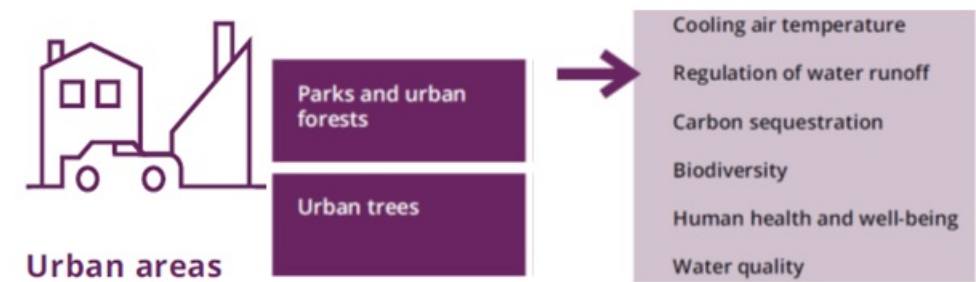 Urban areas
Parks and urban
forests
Urban trees
Cooling air temperature
Regulation of water runoff
Carbon sequestration
Biodiversity
Human health and well-being
Water quality